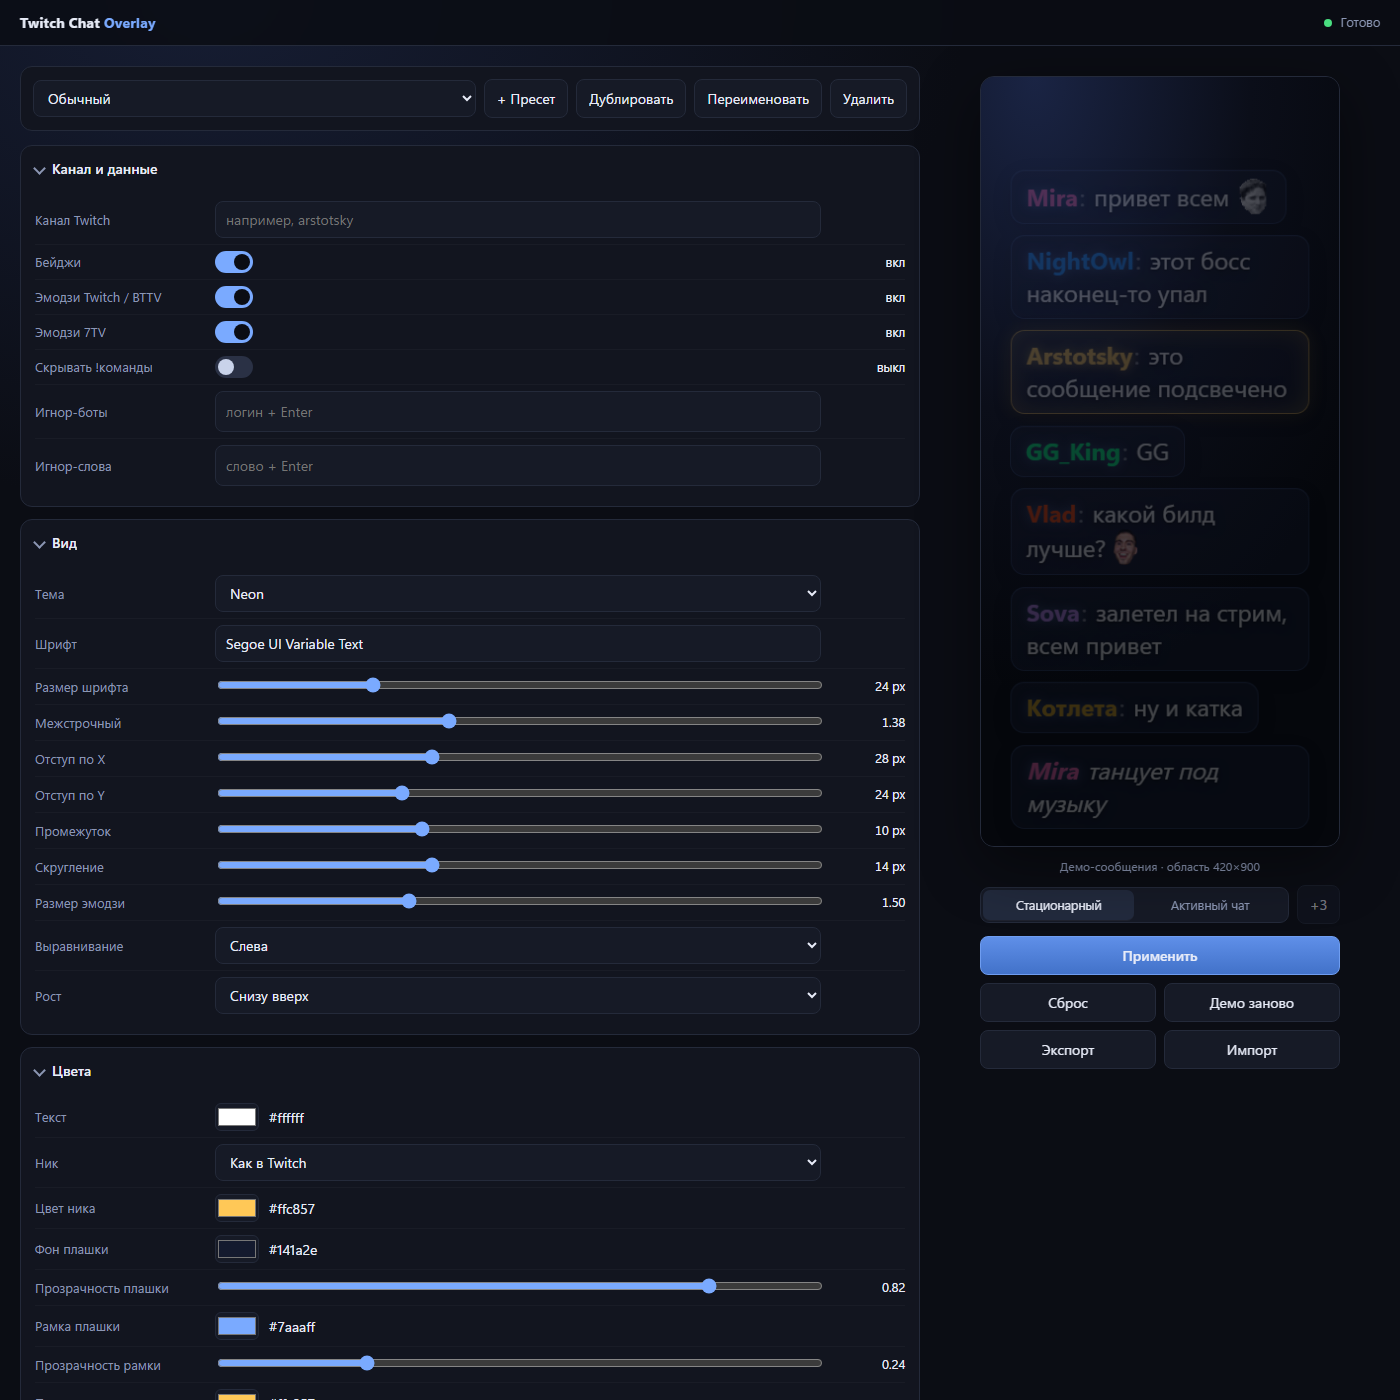 Twitch Chat Overlay
Готово
Обычный
+ Пресет
Дублировать
Переименовать
Удалить
Канал и данные
Канал Twitch
например, arstotsky
Бейджи
вкл
Эмодзи Twitch / BTTV
вкл
Эмодзи 7TV
вкл
Скрывать !команды
выкл
Игнор-боты
логин + Enter
Игнор-слова
слово + Enter
Вид
Тема
Neon
Шрифт
Segoe UI Variable Text
Размер шрифта
24 px
Межстрочный
1.38
Отступ по X
28 px
Отступ по Y
24 px
Промежуток
10 px
Скругление
14 px
Размер эмодзи
1.50
Выравнивание
Слева
Рост
Снизу вверх
Цвета
Текст
#ffffff
Ник
Как в Twitch
Цвет ника
#ffc857
Фон плашки
#141a2e
Прозрачность плашки
0.82
Рамка плашки
#7aaaff
Прозрачность рамки
0.24
Mira: привет всем
NightOwl: этот босс
наконец-то упал
Arstotsky: это
сообщение подсвечено
GG_King: GG
Vlad: какой билд
лучше?
Sova: залетел на стрим,
всем привет
Котлета: ну и катка
Mira танцует под
музыку
Демо-сообщения · область 420×900
Стационарный
Активный чат
+3
Применить
Сброс
Демо заново
Экспорт
Импорт